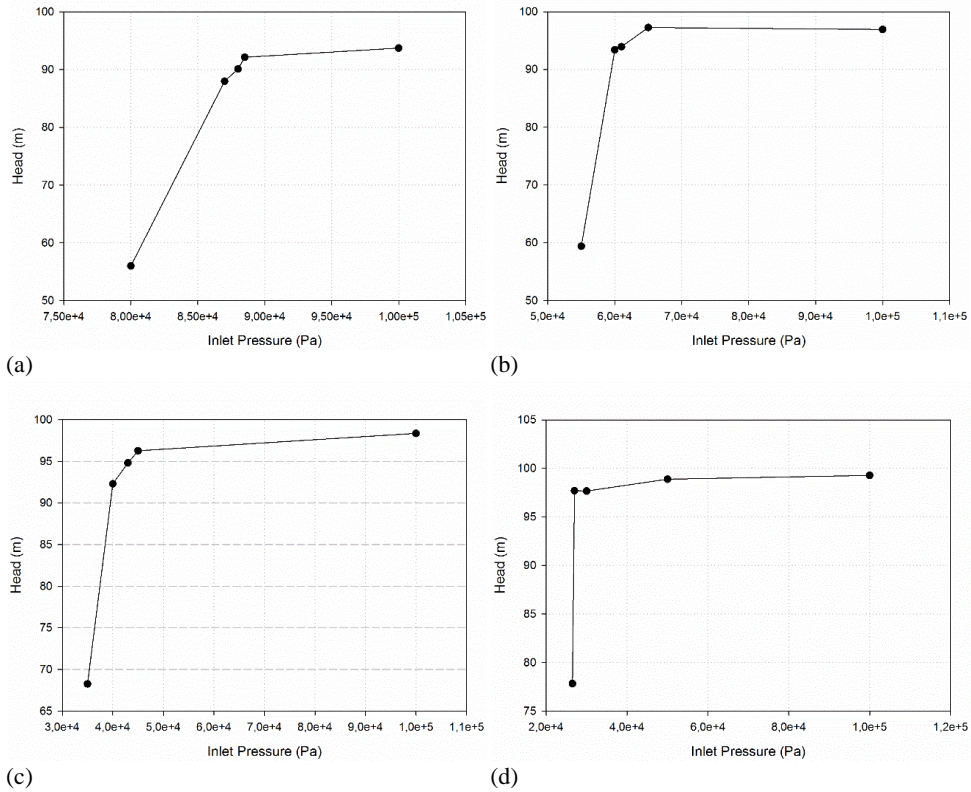 100
90
80
70
60
50
Head (m)
7,50e+4 8,00e+4 8,50e+4 9,00e+4 9,50e+4 1,00e+5 1,05e+5
Inlet Pressure (Pa)
(a)
100
90
80
70
60
50
Head (m)
5,0e+4 6,0e+4 7,0e+4 8,0e+4 9,0e+4 1,0e+5 1,1e+5
Inlet Pressure (Pa)
(b)
100
95
90
85
80
75
70
65
Head (m)
3,0e+4 4,0e+4 5,0e+4 6,0e+4 7,0e+4 8,0e+4 9,0e+4 1,0e+5 1,1e+5
Inlet Pressure (Pa)
(c)
105
100
95
90
85
80
75
Head (m)
2,0e+4 4,0e+4 6,0e+4 8,0e+4 1,0e+5 1,2e+5
Inlet Pressure (Pa)
(d)